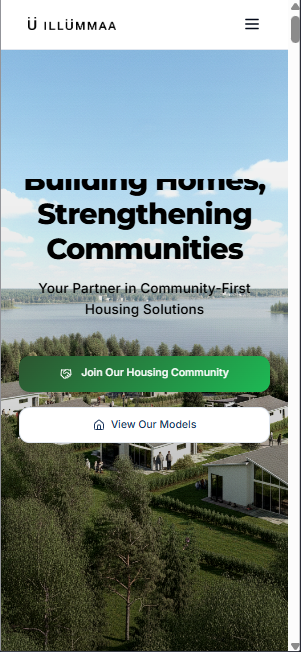 Ü ILLÜMMAA
Building Homes,
Strengthening
Communities
Your Partner in Community-First
Housing Solutions
Join Our Housing Community
View Our Models